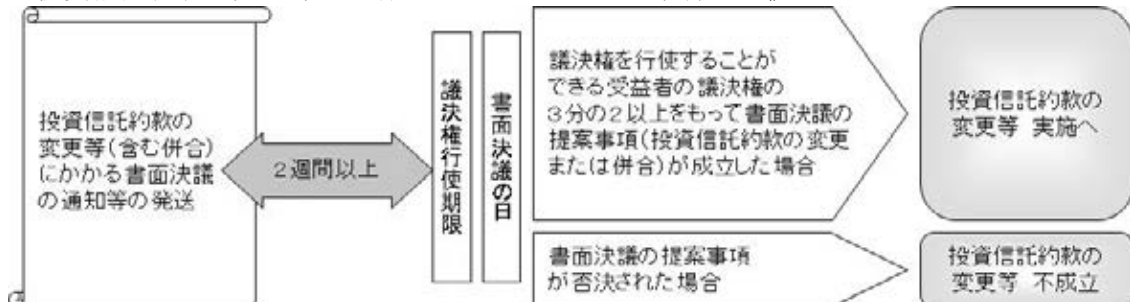 投資信託約款の
変更等(含む併合)
にかかる書面決議
の通知等の発送
2週間以上
議決権行使期限
書面決議の日
議決権を行使することが
できる受益者の議決権の
3分の2以上をもって書面決議の
提案事項(投資信託約款の変更
または併合)が成立した場合
投資信託約款の
変更等 実施へ
書面決議の提案事項
が否決された場合
投資信託約款の
変更等 不成立